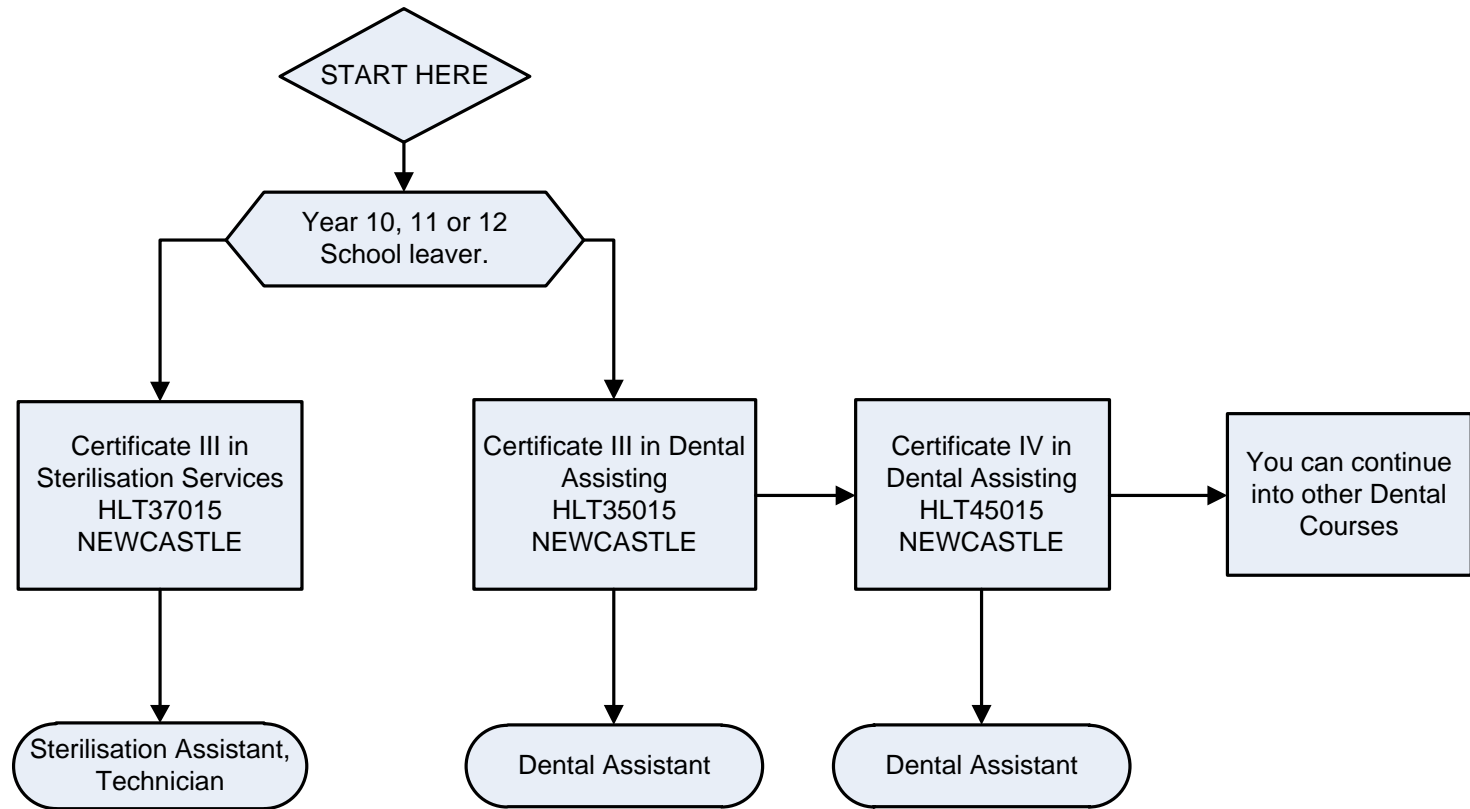 START HERE
Year 10, 11 or 12
School leaver.
Certificate III in
Sterilisation Services
HLT37015
NEWCASTLE
Certificate III in Dental
Assisting
HLT35015
NEWCASTLE
Certificate IV in
Dental Assisting
HLT45015
NEWCASTLE
You can continue
into other Dental
Courses
Sterilisation Assistant,
Technician
Dental Assistant
Dental Assistant